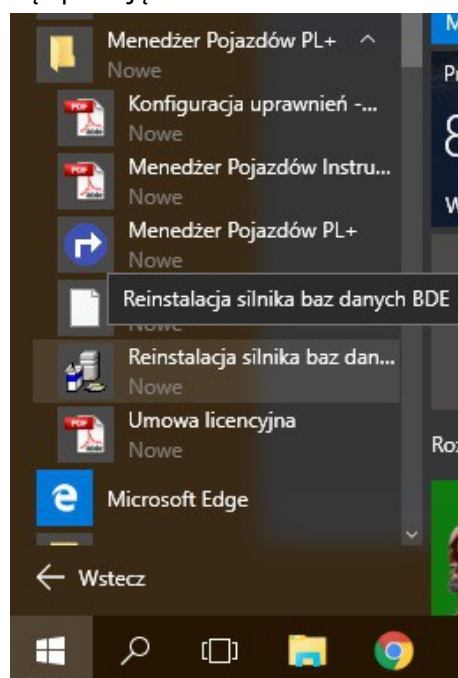 Menedżer Pojazdów PL+
Nowe
Konfiguracja uprawnień -...
Nowe
Menedżer Pojazdów Instru...
Nowe
Menedżer Pojazdów PL+
Nowe
Reinstalacja silnika baz danych BDE
Reinstalacja silnika baz dan...
Nowe
Umowa licencyjna
Nowe
Microsoft Edge
Wstecz